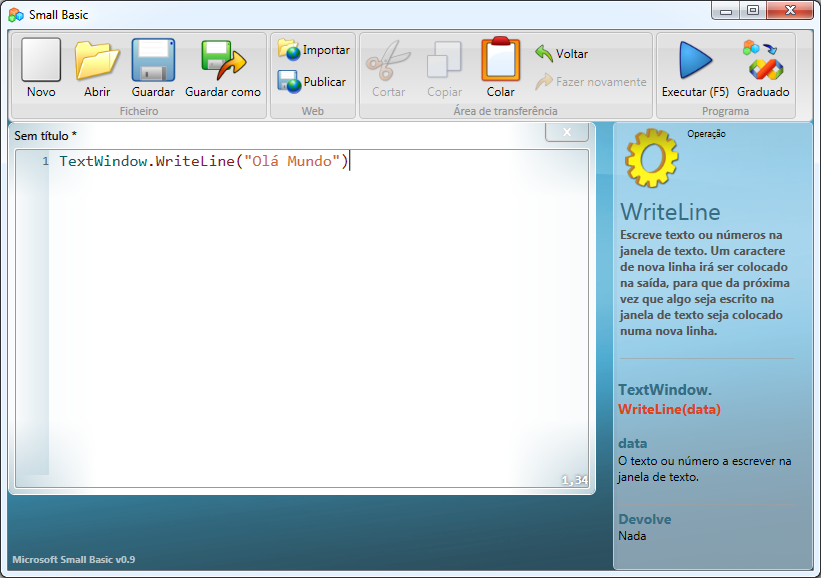 Small Basic
Novo
Abrir
Guardar
Guardar como
Ficheiro
Importar
Publicar
Web
Cortar
Copiar
Colar
Voltar
Fazer novamente
Área de transferência
Executar (F5)
Graduado
Programa
Sem título *
1 TextWindow.WriteLine("Olá Mundo")
1,34
Operação
WriteLine
Escreve texto ou números na
janela de texto. Um caractere
de nova linha irá ser colocado
na saída, para que da próxima
vez que algo seja escrito na
janela de texto seja colocado
numa nova linha.
TextWindow.
WriteLine(data)
data
O texto ou número a escrever na
janela de texto.
Devolve
Nada
Microsoft Small Basic v0.9